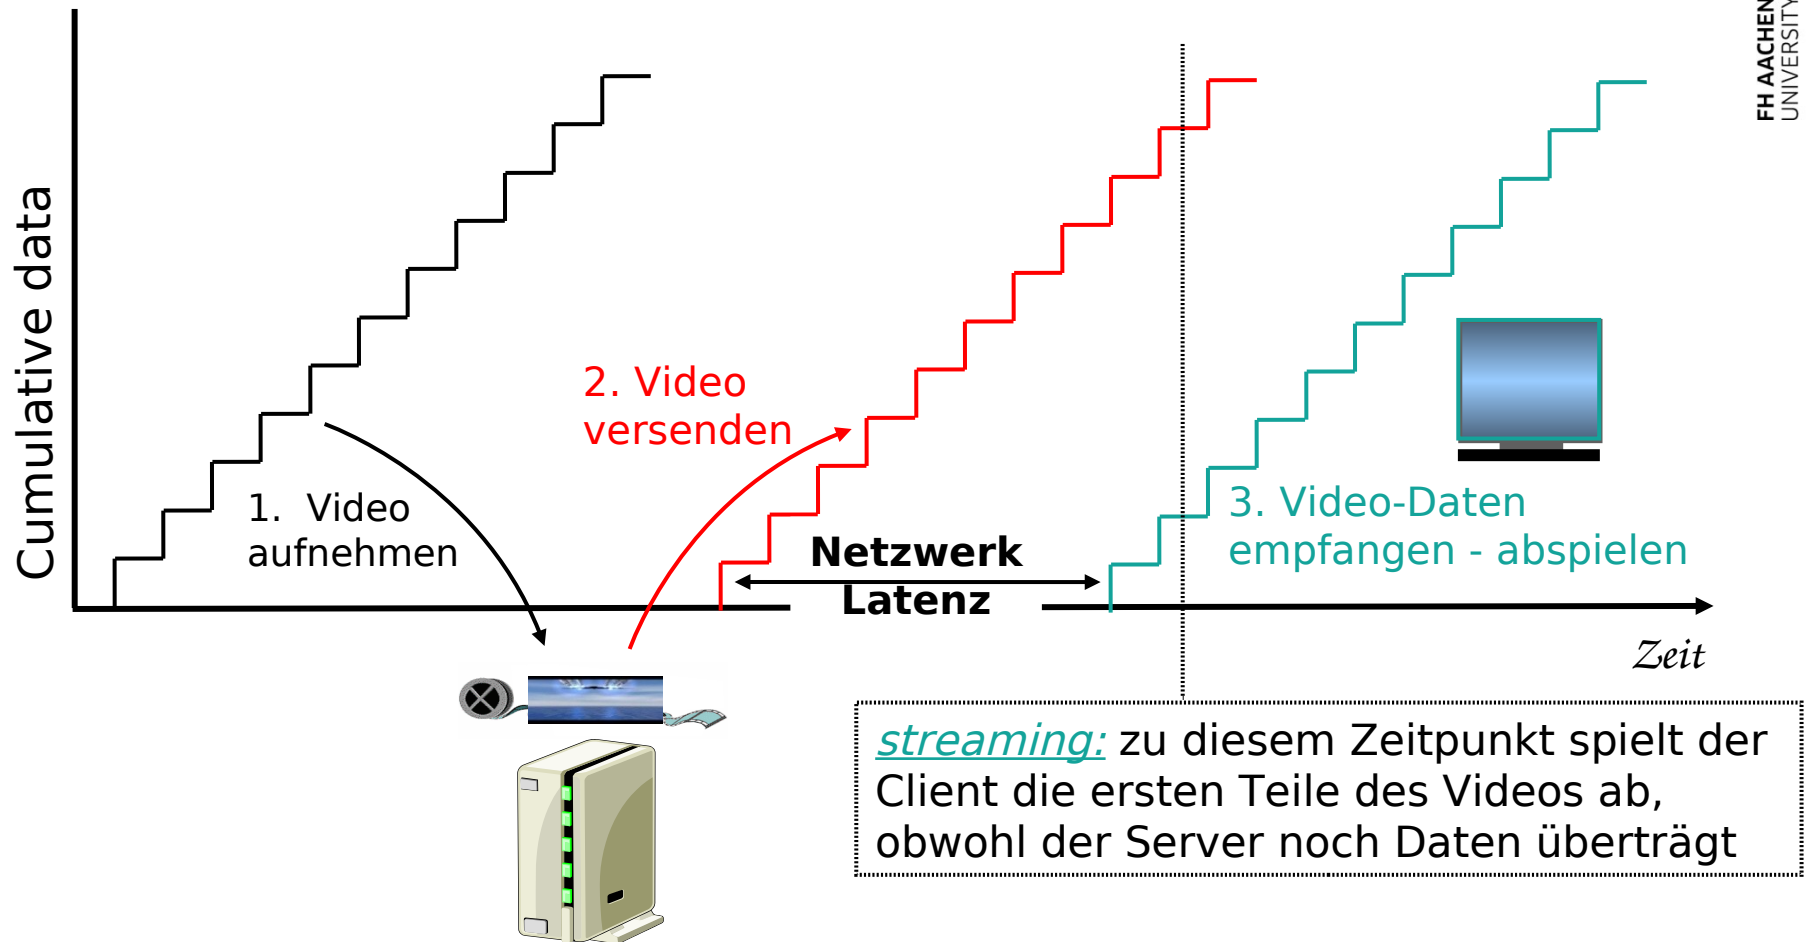 FH AACHEN
UNIVERSITY
Cumulative data
1. Video
aufnehmen
2. Video
versenden
Netzwerk
Latenz
3. Video-Daten
empfangen - abspielen
Zeit
streaming: zu diesem Zeitpunkt spielt der
Client die ersten Teile des Videos ab,
obwohl der Server noch Daten überträgt